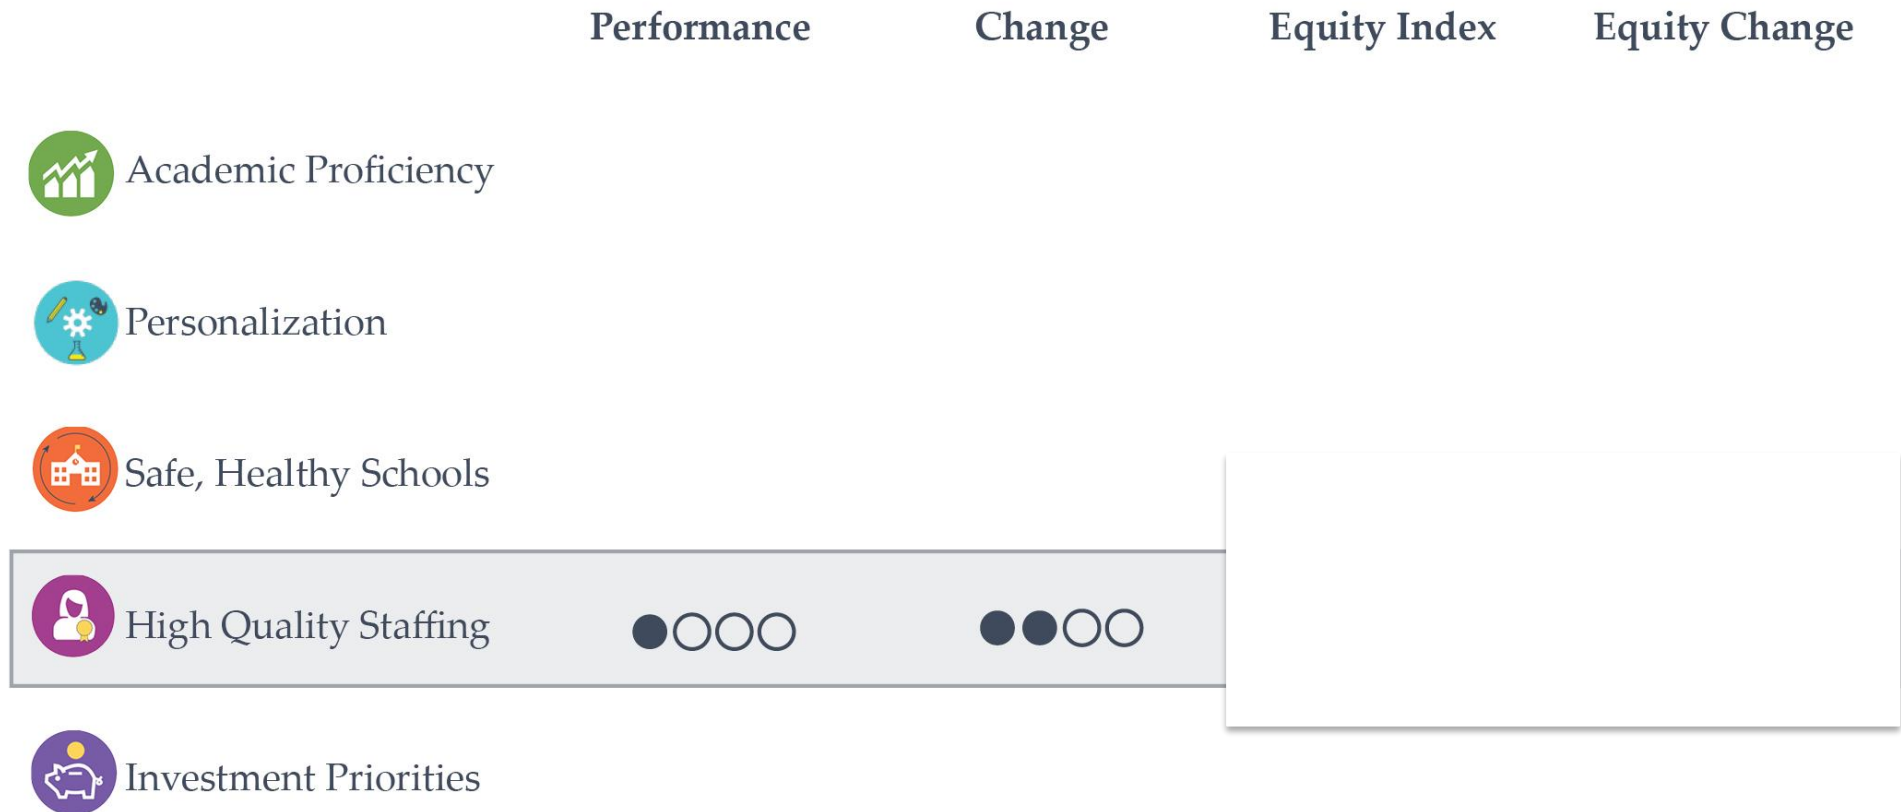 Performance Change Equity Index Equity Change
Academic Proficiency
Personalization
Safe, Healthy Schools
High Quality Staffing
Investment Priorities